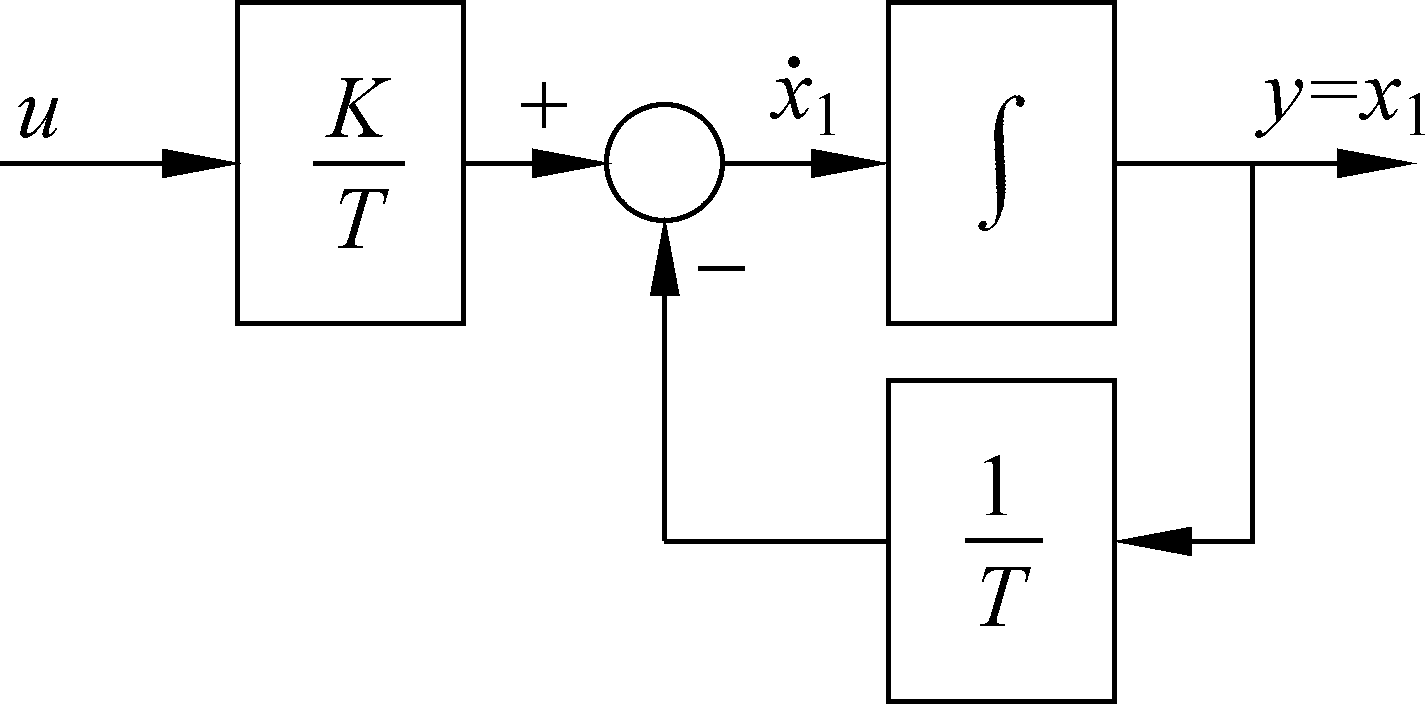 u
K
T
+
ẋ₁
∫
y=x₁
−
1
T